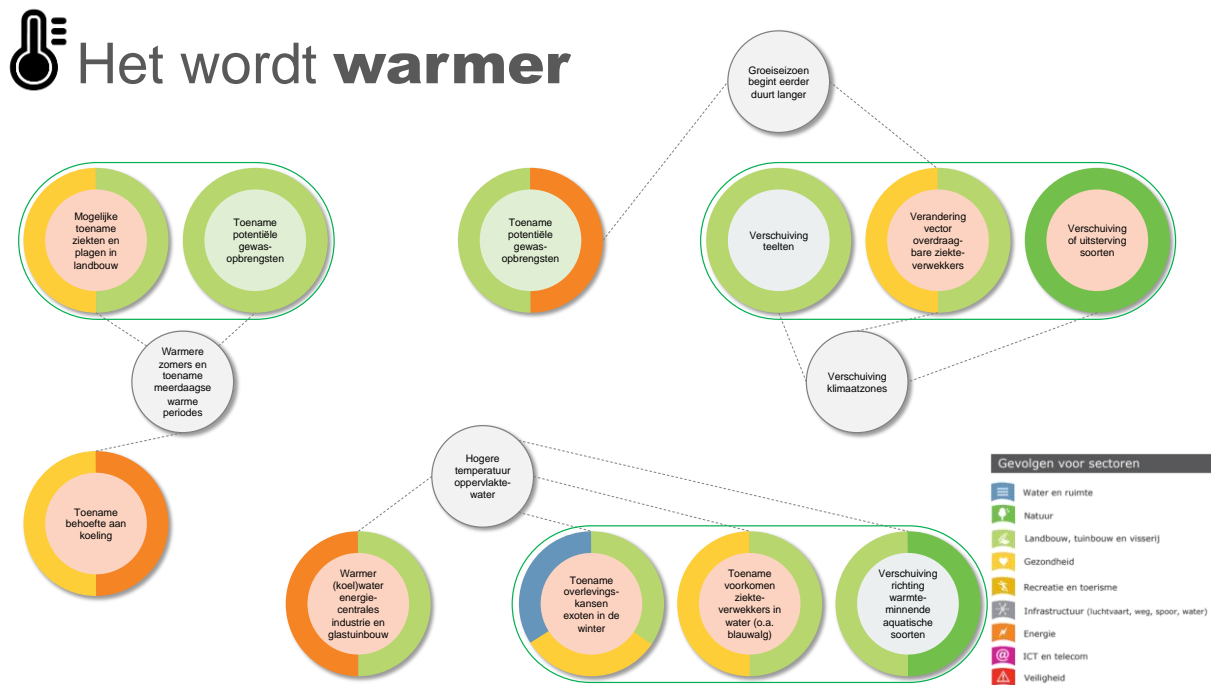 Het wordt warmer
Groeiseizoen
begint eerder
duurt langer
Mogelijke
toename
ziekten en
plagen in
landbouw
Toename
potentiële
gewas-
opbrengsten
Toename
potentiële
gewas-
opbrengsten
Verschuiving
teelten
Verandering
vector
overdraag-
bare ziekte-
verwekkers
Verschuiving
of uitsterving
soorten
Warmere
zomers en
toename
meerdaagse
warme
periodes
Verschuiving
klimaatzones
Hogere
temperatuur
oppervlakte-
water
Toename
behoefte aan
koeling
Warmer
(koel)water
energie-
centrales
industrie en
glastuinbouw
Toename
overlevings-
kansen
exoten in de
winter
Toename
voorkomen
ziekte-
verwekkers in
water (o.a.
blauwalg)
Verschuiving
richting
warmte-
minnende
aquatische
soorten
Gevolgen voor sectoren
Water en ruimte
Natuur
Landbouw, tuinbouw en visserij
Gezondheid
Recreatie en toerisme
Infrastructuur (luchtvaart, weg, spoor, water)
Energie
@ ICT en telecom
Veiligheid